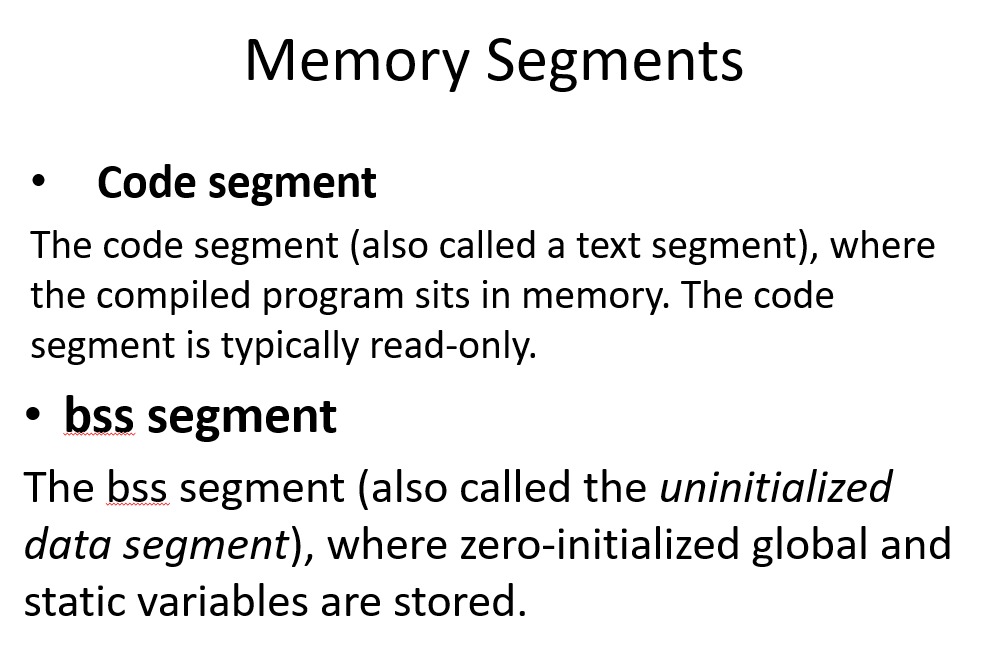 Memory Segments
• Code segment
The code segment (also called a text segment), where
the compiled program sits in memory. The code
segment is typically read-only.
• bss segment
The bss segment (also called the uninitialized
data segment), where zero-initialized global and
static variables are stored.